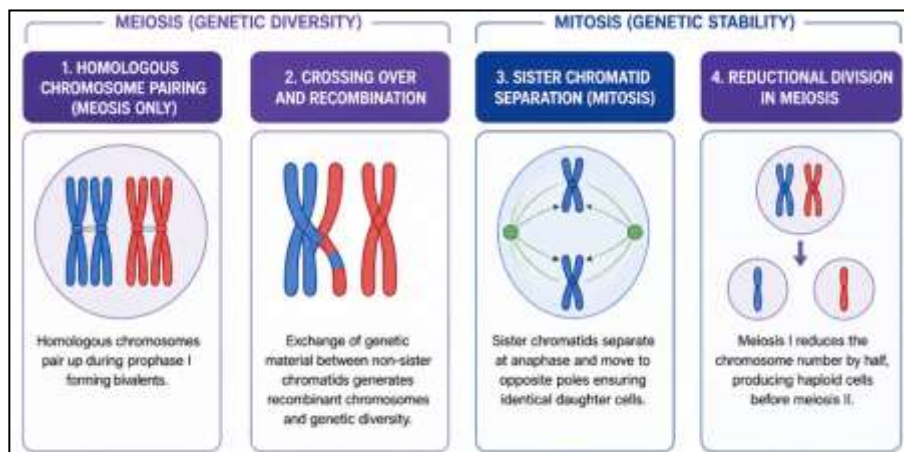 MEIOSIS (GENETIC DIVERSITY)
MITOSIS (GENETIC STABILITY)
1. HOMOLOGOUS
CHROMOSOME PAIRING
(MEOSIS ONLY)
2. CROSSING OVER
AND RECOMBINATION
3. SISTER CHROMATID
SEPARATION (MITOSIS)
4. REDUCTIONAL DIVISION
IN MEIOSIS
Homologous chromosomes
pair up during prophase I
forming bivalents.
Exchange of genetic
material between non-sister
chromatids generates
recombinant chromosomes
and genetic diversity.
Sister chromatids separate
at anaphase and move to
opposite poles ensuring
identical daughter cells.
Meiosis I reduces the
chromosome number by half,
producing haploid cells
before meiosis II.